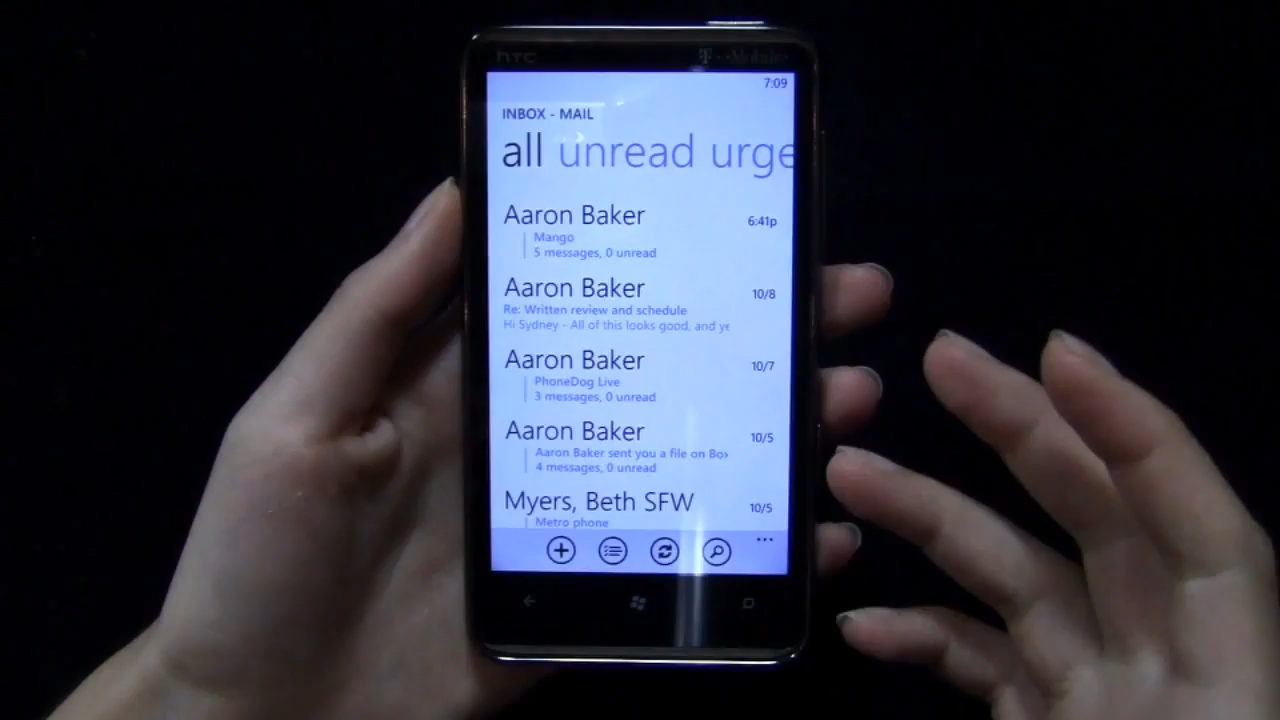 hTC
T··Mobile·
7:09
INBOX - MAIL
all unread urge
Aaron Baker 6:41p
Mango
5 messages, 0 unread
Aaron Baker 10/8
Re: Written review and schedule
Hi Sydney - All of this looks good, and ye
Aaron Baker 10/7
PhoneDog Live
3 messages, 0 unread
Aaron Baker 10/5
Aaron Baker sent you a file on Box
4 messages, 0 unread
Myers, Beth SFW 10/5
Metro phone